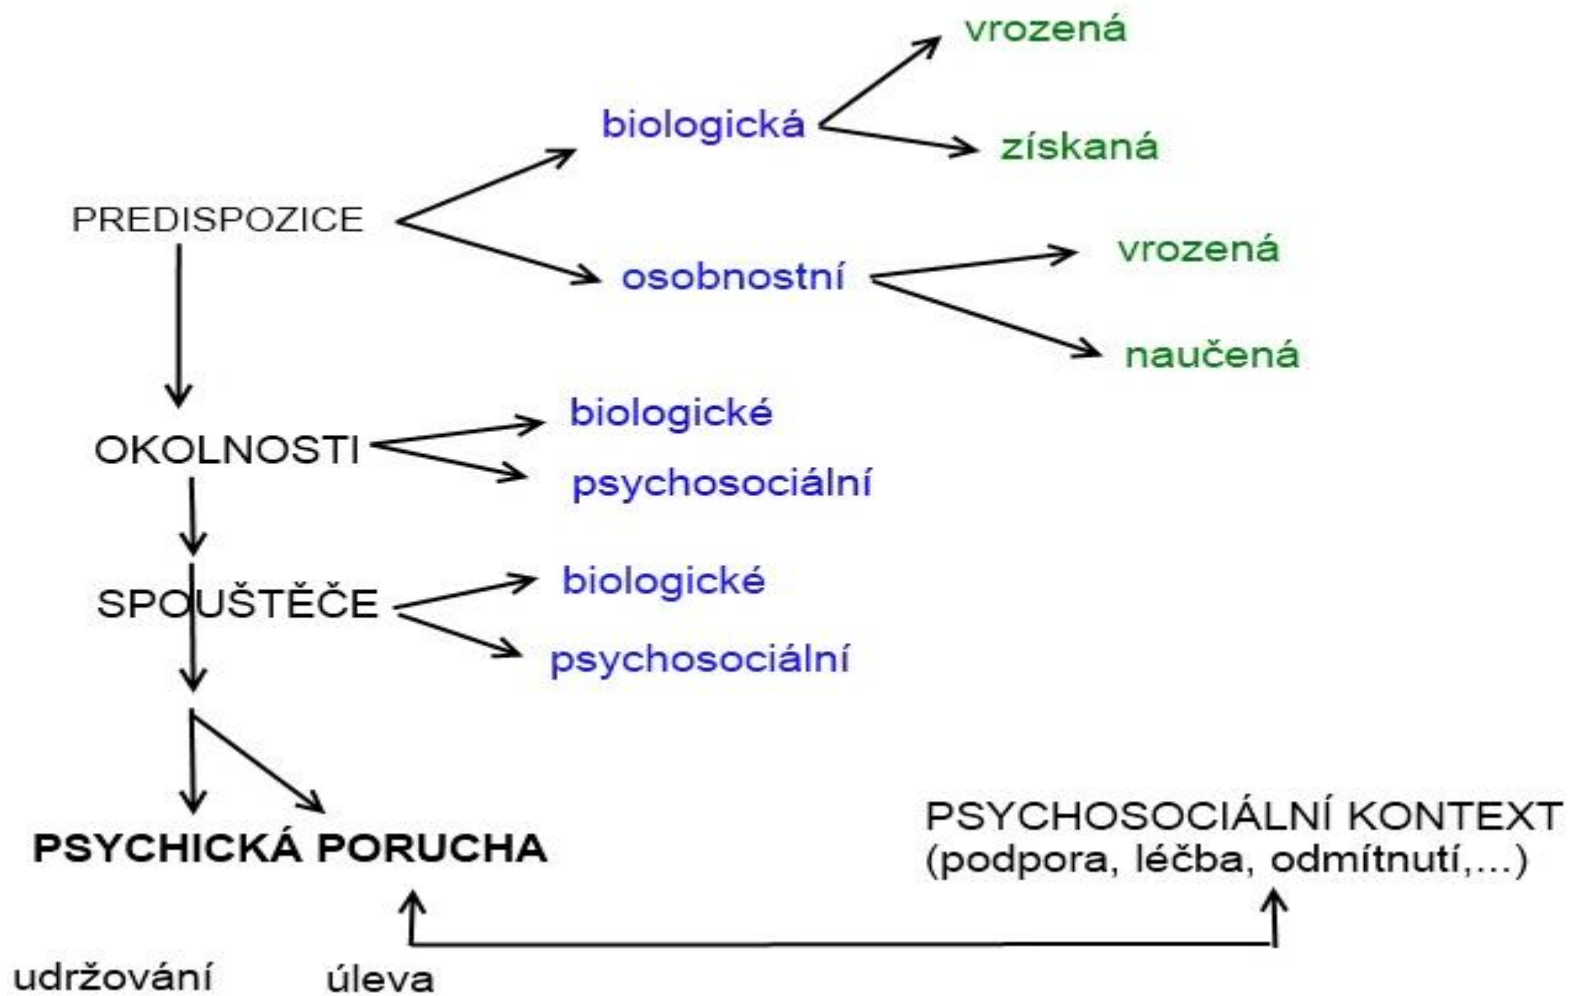 vrozená
biologická
získaná
PREDISPOZICE
vrozená
osobnostní
naučená
biologické
OKOLNOSTI
psychosociální
biologické
SPOUŠTĚČE
psychosociální
PSYCHICKÁ PORUCHA
PSYCHOSOCIÁLNÍ KONTEXT
(podpora, léčba, odmítnutí,...)
udržování
úleva